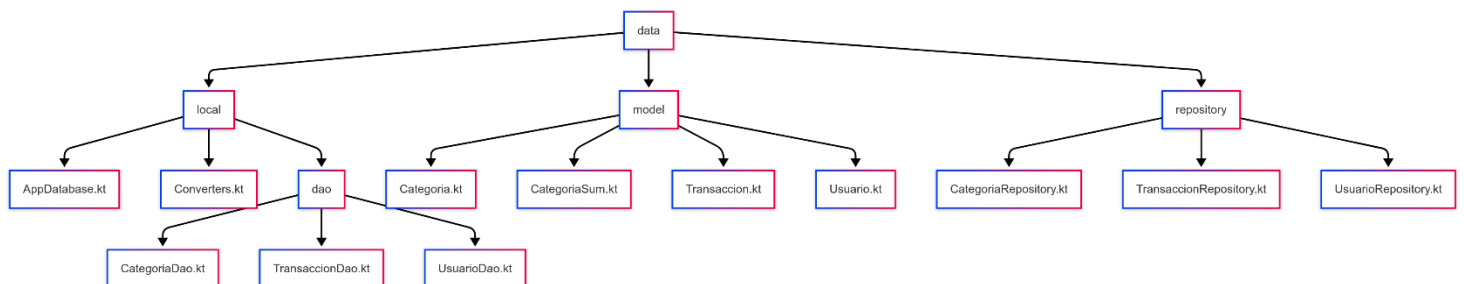 data
local
model
repository
AppDatabase.kt
Converters.kt
dao
Categoria.kt
CategoriaSum.kt
Transaccion.kt
Usuario.kt
CategoriaRepository.kt
TransaccionRepository.kt
UsuarioRepository.kt
CategoriaDao.kt
TransaccionDao.kt
UsuarioDao.kt